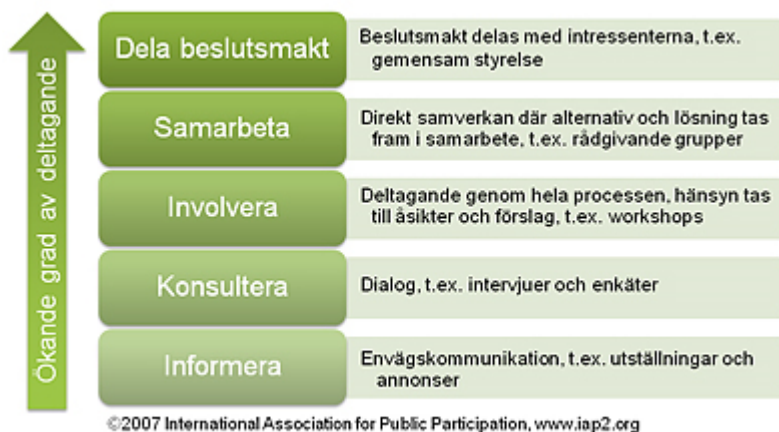 Ökande grad av deltagande
Dela beslutsmakt
Beslutsmakt delas med intressenterna, t.ex.
gemensam styrelse
Samarbeta
Direkt samverkan där alternativ och lösning tas
fram i samarbete, t.ex. rådgivande grupper
Involvera
Deltagande genom hela processen, hänsyn tas
till åsikter och förslag, t.ex. workshops
Konsultera
Dialog, t.ex. intervjuer och enkäter
Informera
Envägskommunikation, t.ex. utställningar och
annonser
©2007 International Association for Public Participation, www.iap2.org